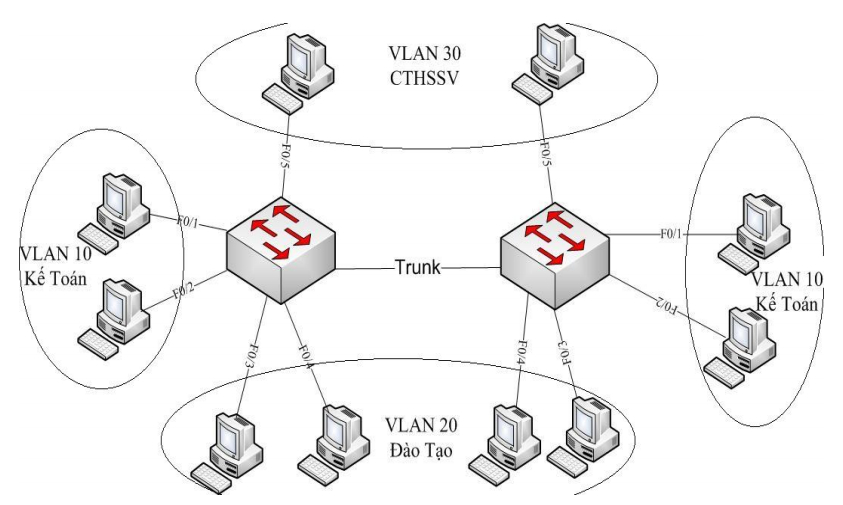 VLAN 30
CTHSSV
F0/5
F0/5
F0/1
VLAN 10
Kế Toán
F0/2
Trunk
F0/1
VLAN 10
Kế Toán
F0/2
F0/3
F0/4
F0/4
F0/3
VLAN 20
Đào Tạo